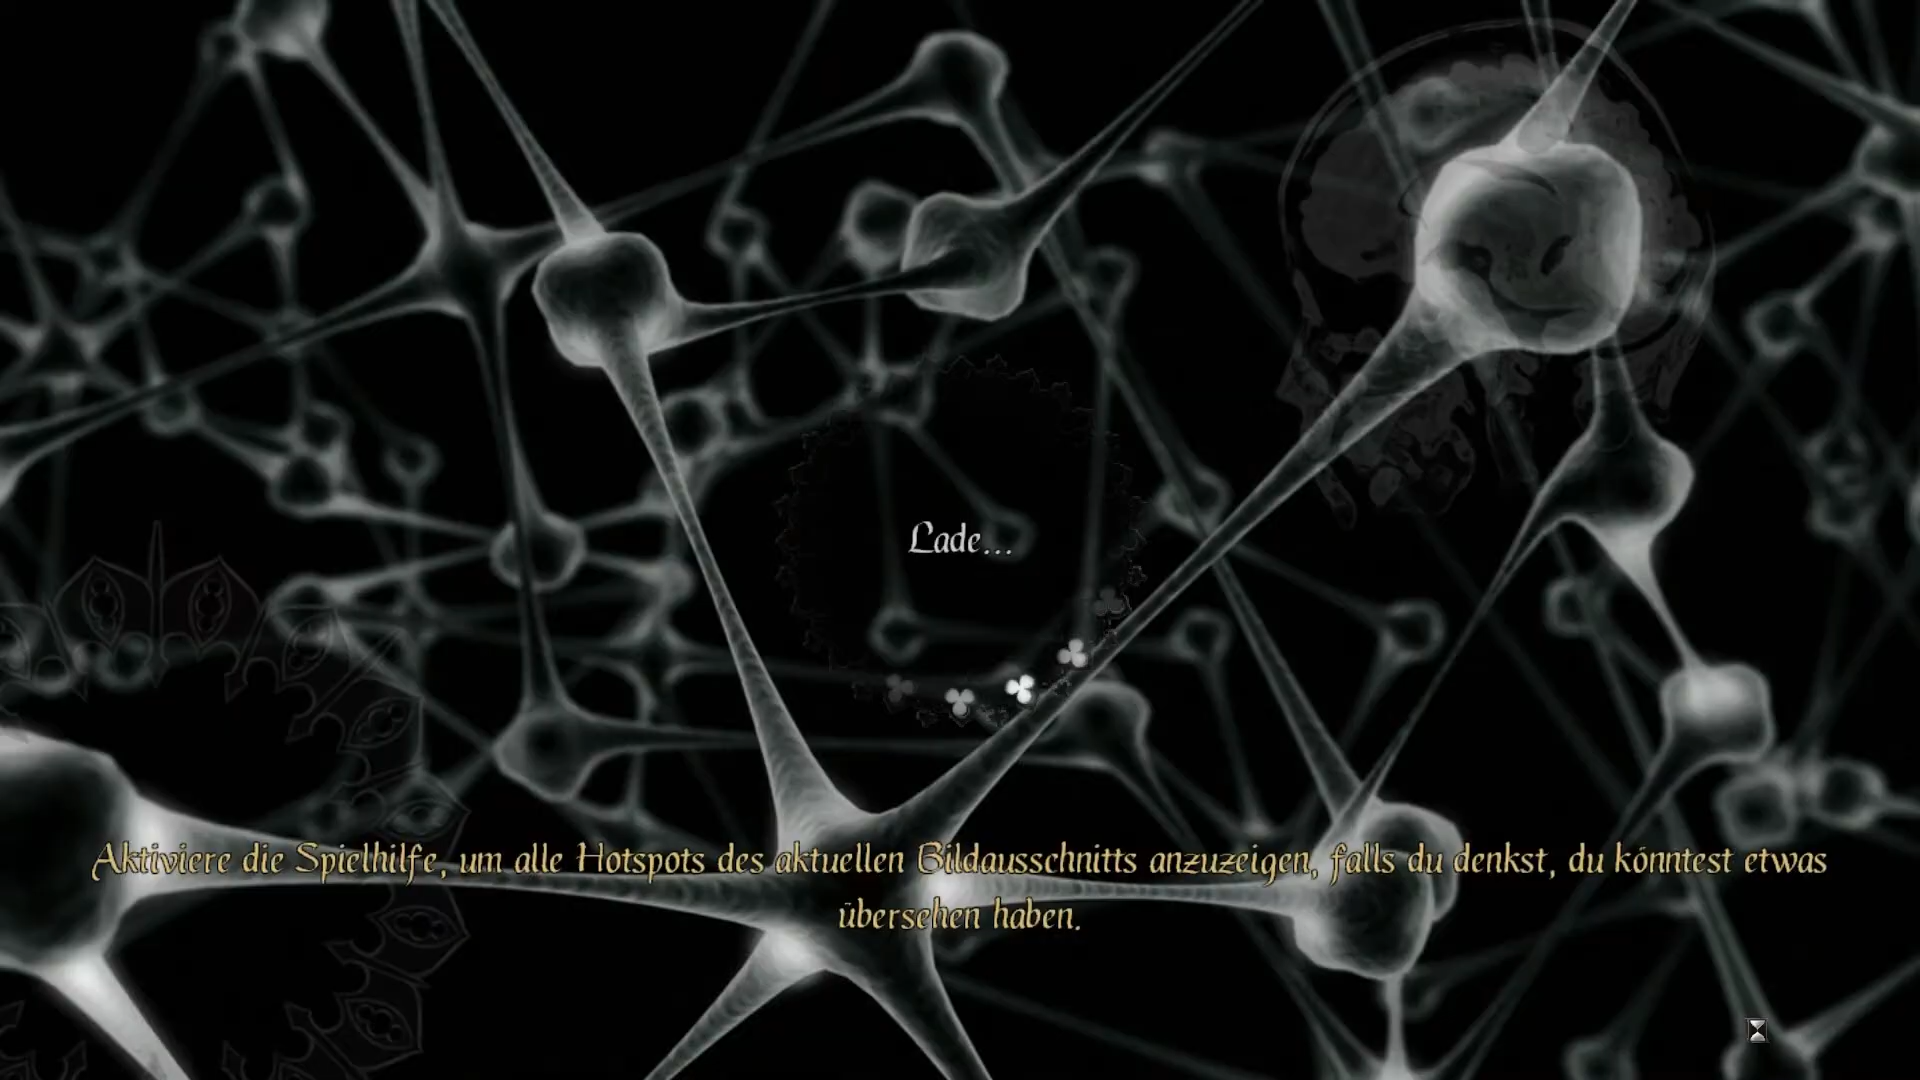 Lade...
Aktiviere die Spielhilfe, um alle Hotspots des aktuellen Bildausschnitts anzuzeigen, falls du denkst, du könntest etwas
übersehen haben.